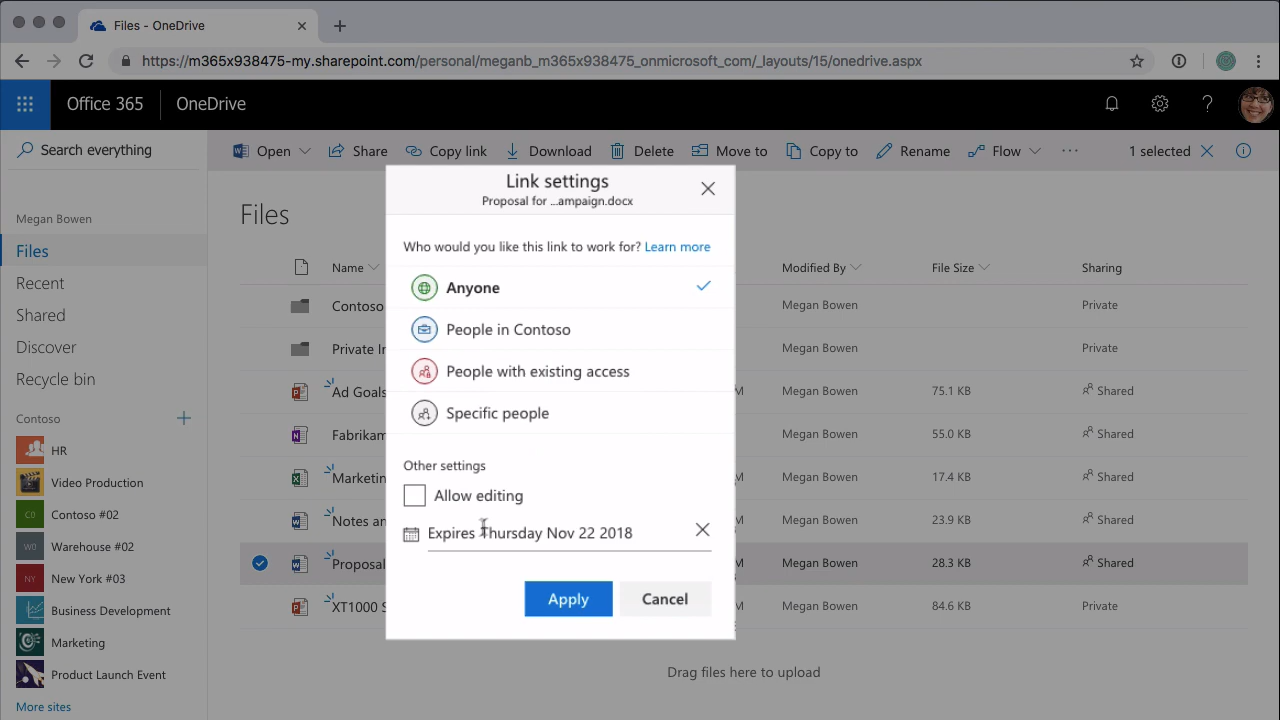 Files - OneDrive
https://m365x938475-my.sharepoint.com/personal/meganb_m365x938475_onmicrosoft_com/_layouts/15/onedrive.aspx
Office 365 OneDrive
Search everything
Open Share Copy link Download Delete Move to Copy to Rename Flow ... 1 selected
Megan Bowen
Files
Recent
Shared
Discover
Recycle bin
Contoso
HR
Video Production
C0 Contoso #02
W0 Warehouse #02
NY New York #03
Business Development
Marketing
Product Launch Event
More sites
Files
Name Modified By File Size Sharing
Contoso Megan Bowen Private
Private Megan Bowen Private
Ad Goals Megan Bowen 75.1 KB Shared
Fabrikam Megan Bowen 55.0 KB Shared
Megan Bowen 17.4 KB Shared
Notes Megan Bowen 23.9 KB Shared
Proposal Megan Bowen 28.3 KB Shared
XT1000 Megan Bowen 84.6 KB Private
Drag files here to upload
Link settings
Proposal for ...ampaign.docx
Who would you like this link to work for? Learn more
Anyone
People in Contoso
People with existing access
Specific people
Other settings
Allow editing
Expires Thursday Nov 22 2018
Apply Cancel